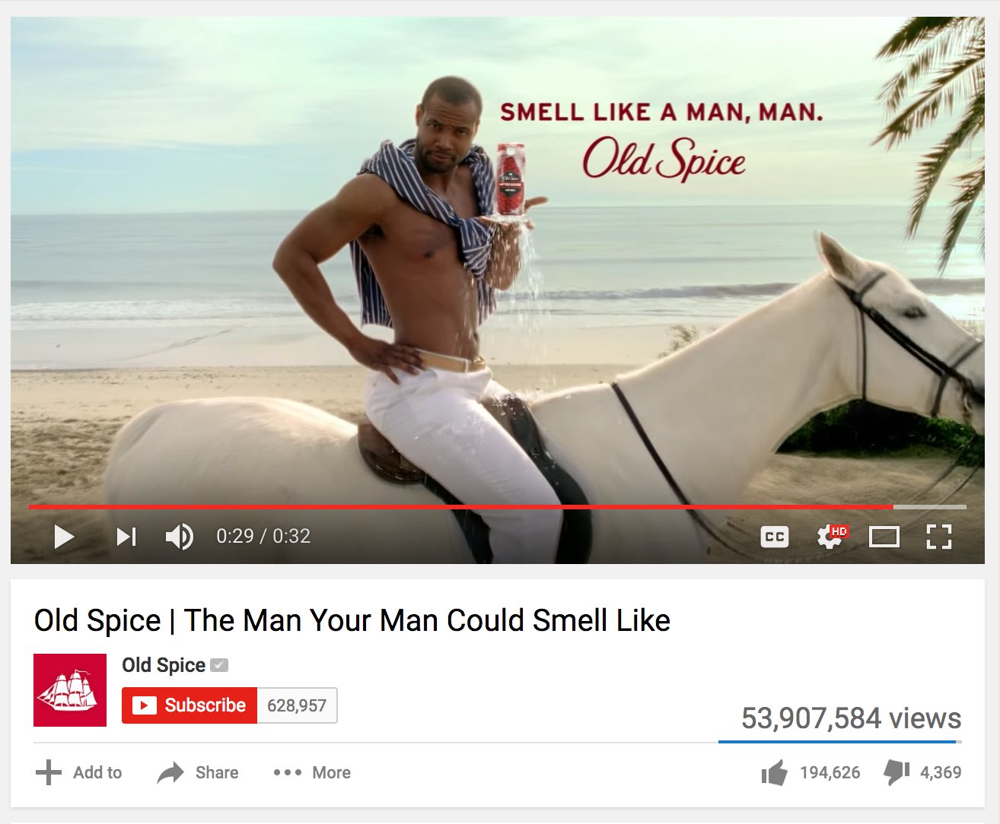 SMELL LIKE A MAN, MAN.
Old Spice
Old Spice
0:29 / 0:32
CC
HD
Old Spice | The Man Your Man Could Smell Like
Old Spice
Subscribe 628,957
53,907,584 views
Add to Share More 194,626 4,369